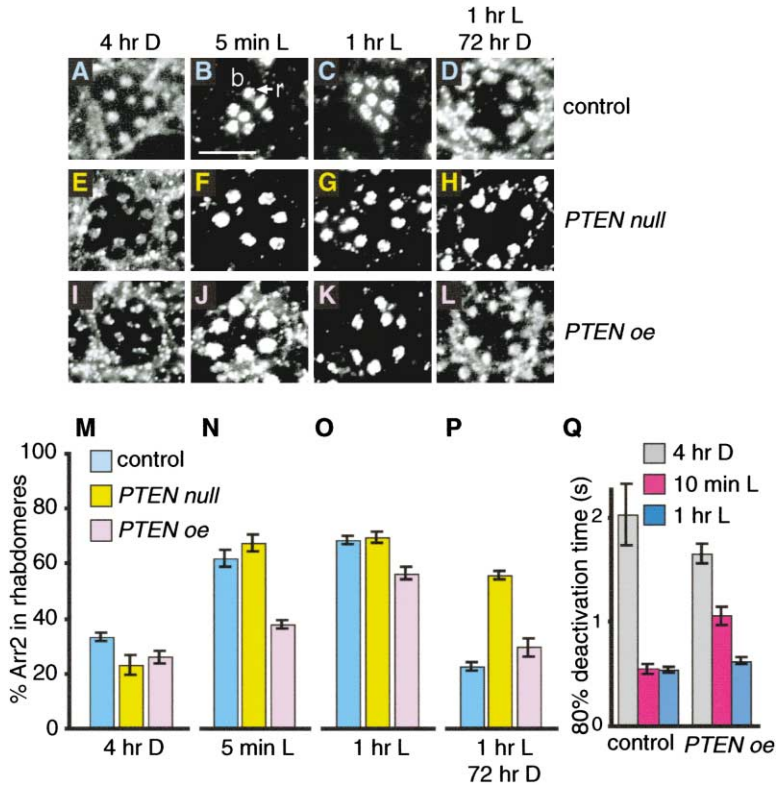 4 hr D
5 min L
1 hr L
1 hr L
72 hr D
A
B
b
r
C
D
control
E
F
G
H
PTEN null
I
J
K
L
PTEN oe
M
N
O
P
Q
control
PTEN null
PTEN oe
% Arr2 in rhabdomeres
100
80
60
40
20
0
4 hr D
5 min L
1 hr L
1 hr L
72 hr D
4 hr D
10 min L
1 hr L
80% deactivation time (s)
2
1
0
control
PTEN oe